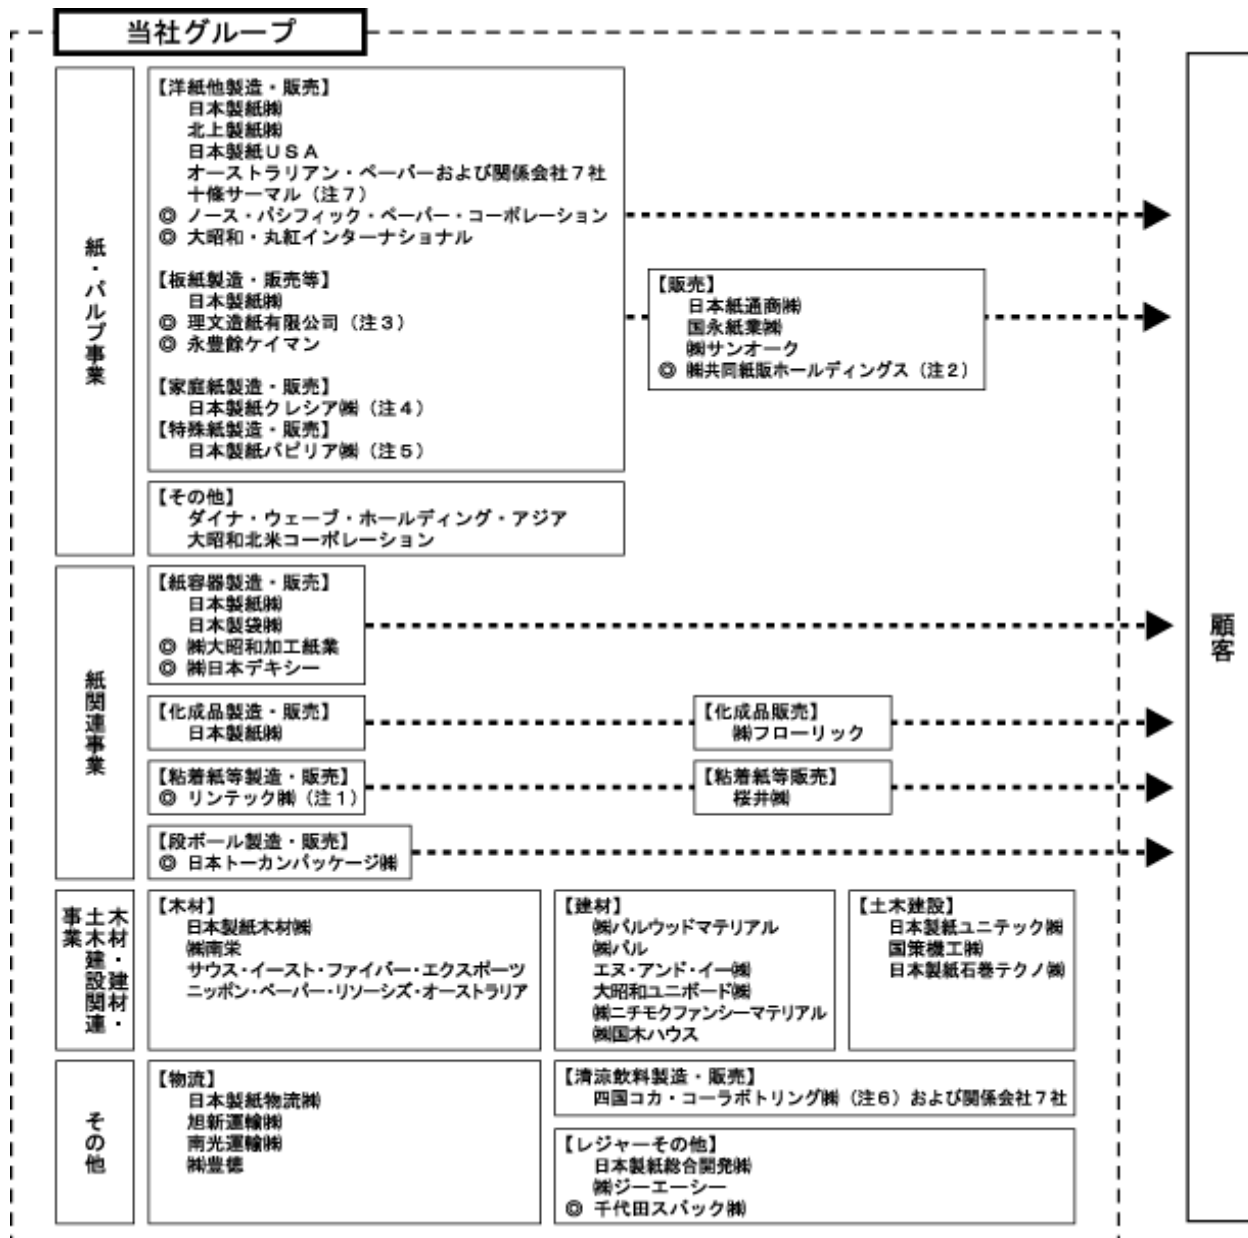 当社グループ
紙・パルプ事業
【洋紙他製造・販売】
日本製紙㈱
北上製紙㈱
日本製紙USA
オーストラリアン・ペーパーおよび関係会社7社
十條サーマル（注7）
◎ ノース・パシフィック・ペーパー・コーポレーション
◎ 大昭和・丸紅インターナショナル
【板紙製造・販売等】
日本製紙㈱
◎ 理文造紙有限公司（注3）
◎ 永豊餘ケイマン
【家庭紙製造・販売】
日本製紙クレシア㈱（注4）
【特殊紙製造・販売】
日本製紙パピリア㈱（注5）
【販売】
日本紙通商㈱
国永紙業㈱
㈱サンオーク
◎ ㈱共同紙販ホールディングス（注2）
【その他】
ダイナ・ウェーブ・ホールディング・アジア
大昭和北米コーポレーション
紙関連事業
【紙容器製造・販売】
日本製紙㈱
日本製袋㈱
◎ ㈱大昭和加工紙業
◎ ㈱日本デキシー
【化成品製造・販売】
日本製紙㈱
【化成品販売】
㈱フローリック
【粘着紙等製造・販売】
◎ リンテック㈱（注1）
【粘着紙等販売】
桜井㈱
【段ボール製造・販売】
◎ 日本トーカンパッケージ㈱
木材・建材・
土木建設関連
事業
【木材】
日本製紙木材㈱
㈱南栄
サウス・イースト・ファイバー・エクスポーツ
ニッポン・ペーパー・リソーシズ・オーストラリア
【建材】
㈱パルウッドマテリアル
㈱パル
エヌ・アンド・イー㈱
大昭和ユニボード㈱
㈱ニチモクファンシーマテリアル
㈱国木ハウス
【土木建設】
日本製紙ユニテック㈱
国策機工㈱
日本製紙石巻テクノ㈱
その他
【物流】
日本製紙物流㈱
旭新運輸㈱
南光運輸㈱
㈱豊徳
【清涼飲料製造・販売】
四国コカ・コーラボトリング㈱（注6）および関係会社7社
【レジャーその他】
日本製紙総合開発㈱
㈱ジーエーシー
◎ 千代田スバック㈱
顧客